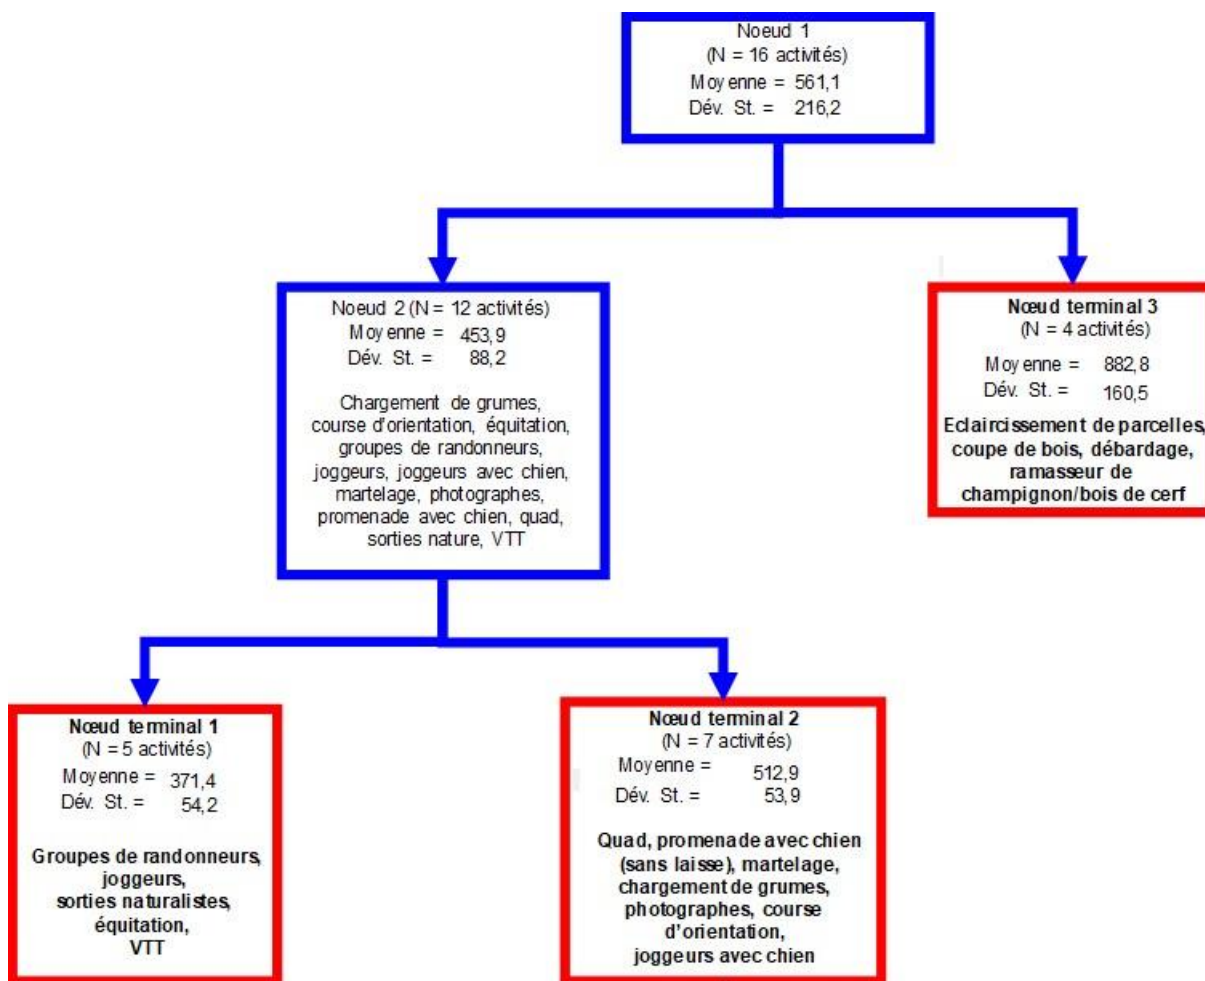 Noeud 1
(N = 16 activités)
Moyenne = 561,1
Dév. St. = 216,2
Noeud 2 (N = 12 activités)
Moyenne = 453,9
Dév. St. = 88,2
Chargement de grumes,
course d'orientation, équitation,
groupes de randonneurs,
joggeurs, joggeurs avec chien,
martelage, photographes,
promenade avec chien, quad,
sorties nature, VTT
Nœud terminal 3
(N = 4 activités)
Moyenne = 882,8
Dév. St. = 160,5
Eclaircissement de parcelles,
coupe de bois, débardage,
ramasseur de
champignon/bois de cerf
Nœud terminal 1
(N = 5 activités)
Moyenne = 371,4
Dév. St. = 54,2
Groupes de randonneurs,
joggeurs,
sorties naturalistes,
équitation,
VTT
Nœud terminal 2
(N = 7 activités)
Moyenne = 512,9
Dév. St. = 53,9
Quad, promenade avec chien
(sans laisse), martelage,
chargement de grumes,
photographes, course
d'orientation,
joggeurs avec chien